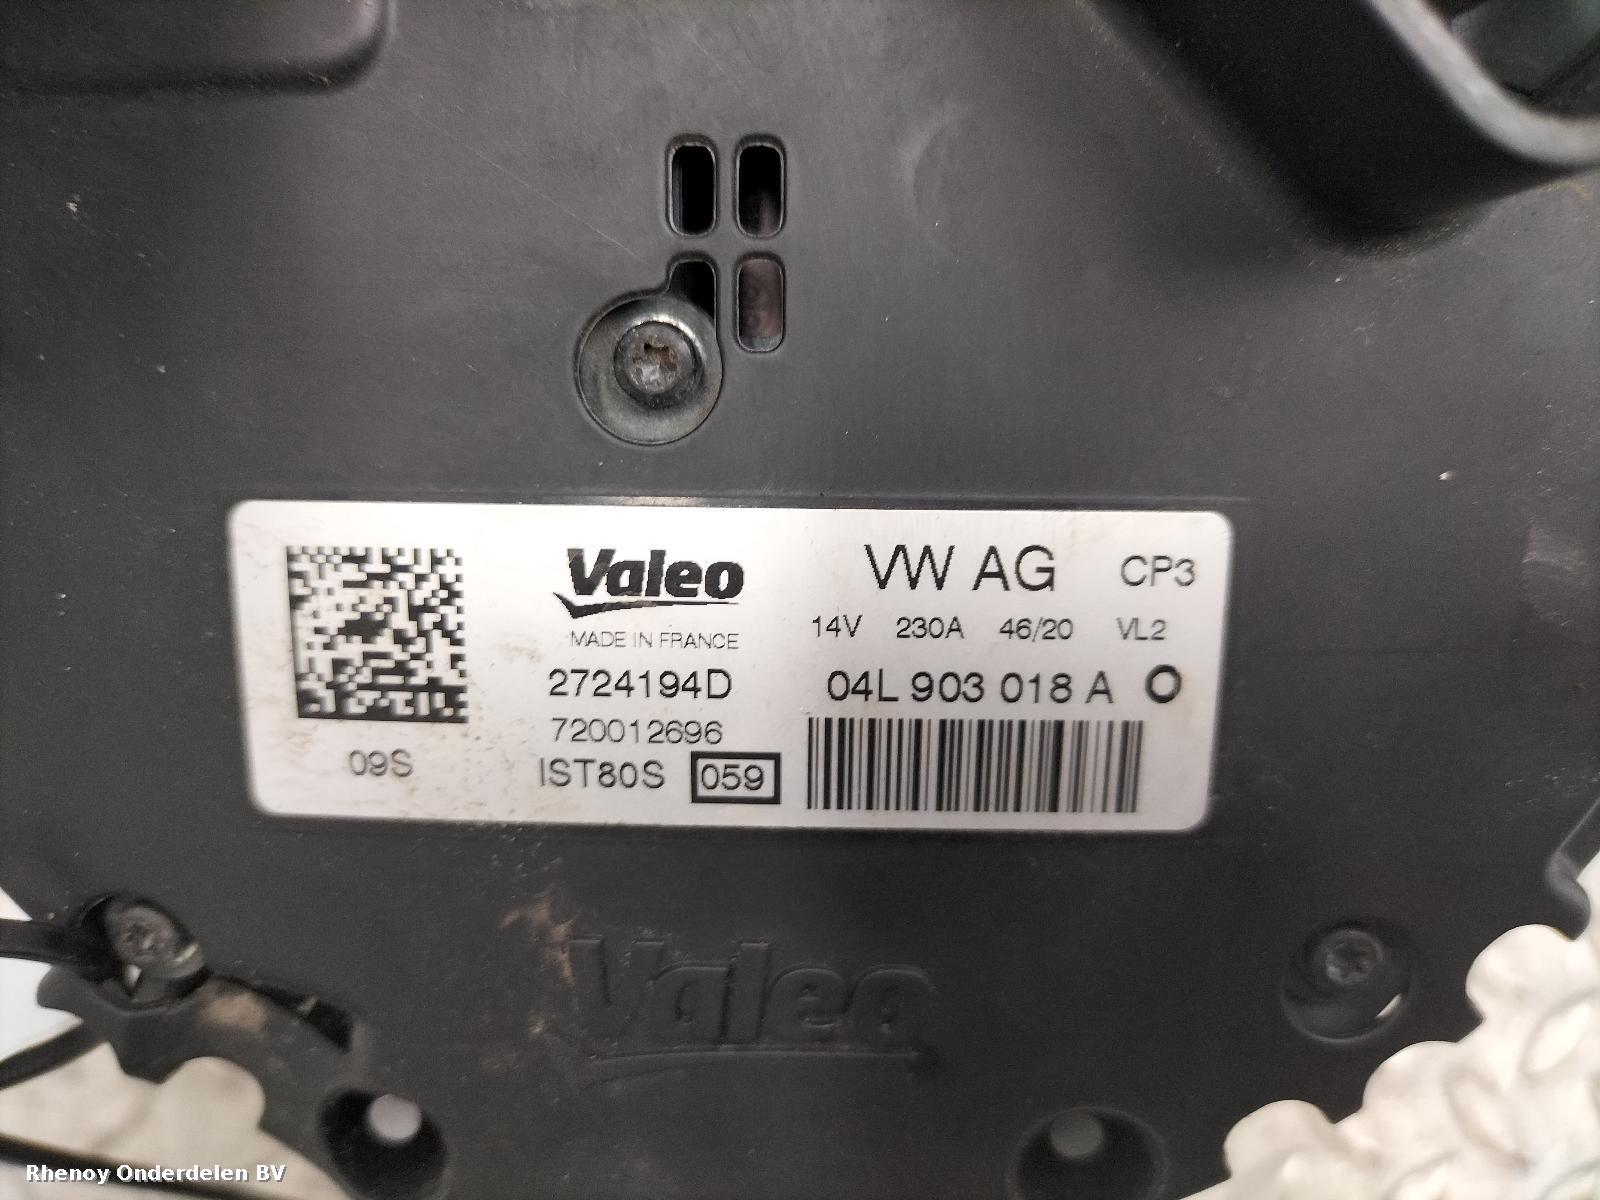 Valeo
MADE IN FRANCE
2724194D
720012696
IST80S 059
09S
VW AG CP3
14V 230A 46/20 VL2
04L 903 018 A O
Valeo
Rhenoy Onderdelen BV